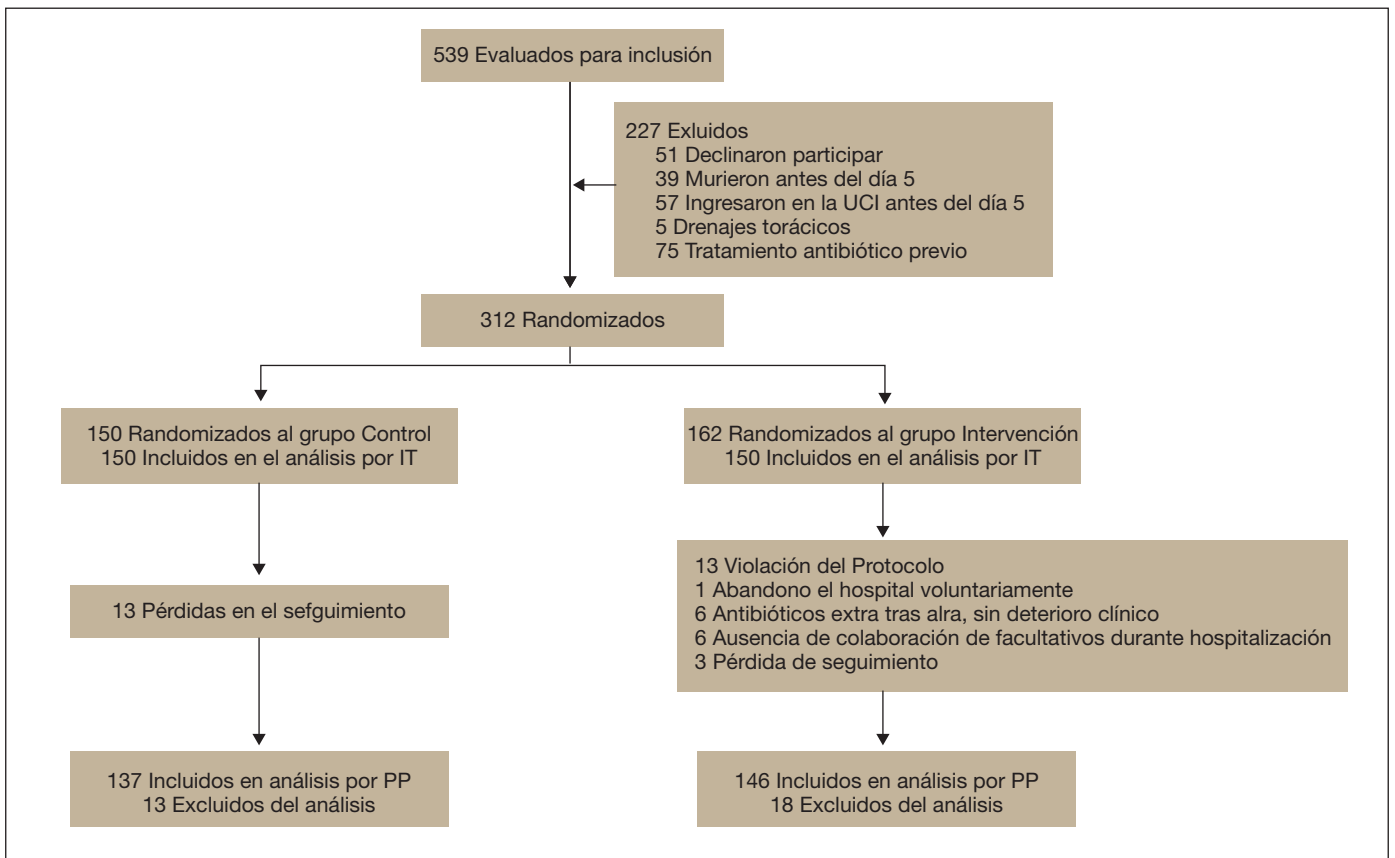 539 Evaluados para inclusión
227 Exluidos
51 Declinaron participar
39 Murieron antes del día 5
57 Ingresaron en la UCI antes del día 5
5 Drenajes torácicos
75 Tratamiento antibiótico previo
312 Randomizados
150 Randomizados al grupo Control
150 Incluidos en el análisis por IT
162 Randomizados al grupo Intervención
150 Incluidos en el análisis por IT
13 Pérdidas en el sefguimiento
13 Violación del Protocolo
1 Abandono el hospital voluntariamente
6 Antibióticos extra tras alra, sin deterioro clínico
6 Ausencia de colaboración de facultativos durante hospitalización
3 Pérdida de seguimiento
137 Incluidos en análisis por PP
13 Excluidos del análisis
146 Incluidos en análisis por PP
18 Excluidos del análisis